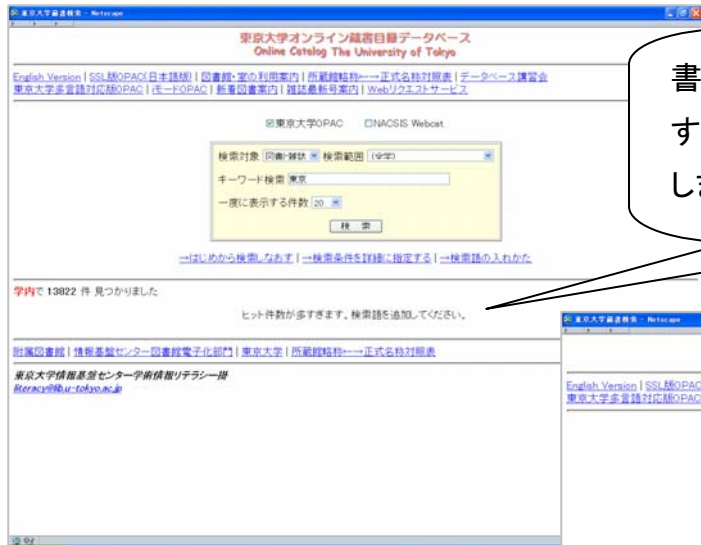 東京大学蔵書検索 - Netscape
東京大学オンライン蔵書目録データベース
Online Catalog The University of Tokyo
English Version | SSL版OPAC(日本語版) | 図書館・室の利用案内 | 所蔵館略称←→正式名称対照表 | データベース講習会
東京大学多言語対応版OPAC | iモードOPAC | 新着図書案内 | 雑誌最新号案内 | Webリクエストサービス
東京大学OPAC NACSIS Webcat
検索対象 図書・雑誌 検索範囲 (全学)
キーワード検索 東京
一度に表示する件数 20
検 索
→はじめから検索しなおす | →検索条件を詳細に指定する | →検索語の入れかた
学内で 13822 件 見つかりました
ヒット件数が多すぎます。検索語を追加してください。
附属図書館 | 情報基盤センター図書館電子化部門 | 東京大学 | 所蔵館略称←→正式名称対照表
東京大学情報基盤センター学術情報リテラシー掛
literacy@lib.u-tokyo.ac.jp
書
す
しま
東京大学蔵書検索 - Netscape
English Version | SSL版OPAC
東京大学多言語対応版OPAC